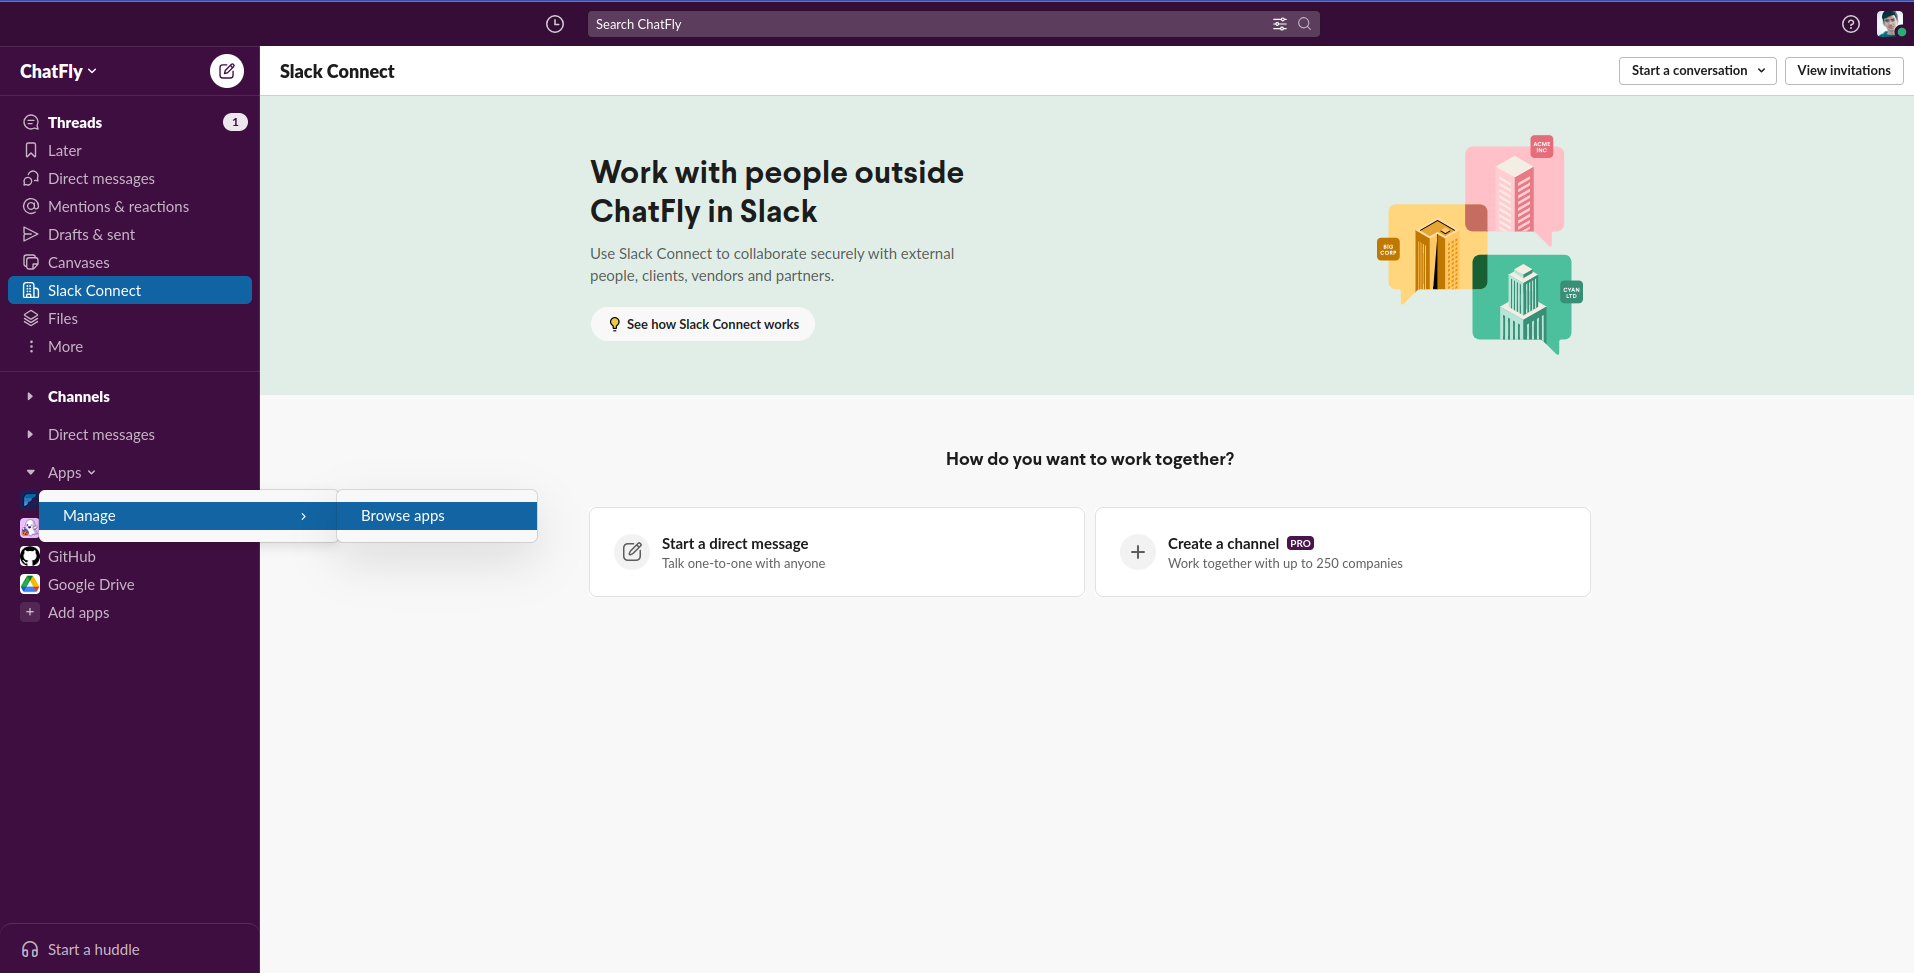 Search ChatFly
ChatFly
Threads
1
Later
Direct messages
Mentions & reactions
Drafts & sent
Canvases
Slack Connect
Files
More
Channels
Direct messages
Apps
Manage
Browse apps
GitHub
Google Drive
+ Add apps
Start a huddle
Slack Connect
Start a conversation
View invitations
Work with people outside
ChatFly in Slack
Use Slack Connect to collaborate securely with external
people, clients, vendors and partners.
See how Slack Connect works
ACME
INC
BIG
CORP
CYAN
LTD
How do you want to work together?
Start a direct message
Talk one-to-one with anyone
Create a channel PRO
Work together with up to 250 companies